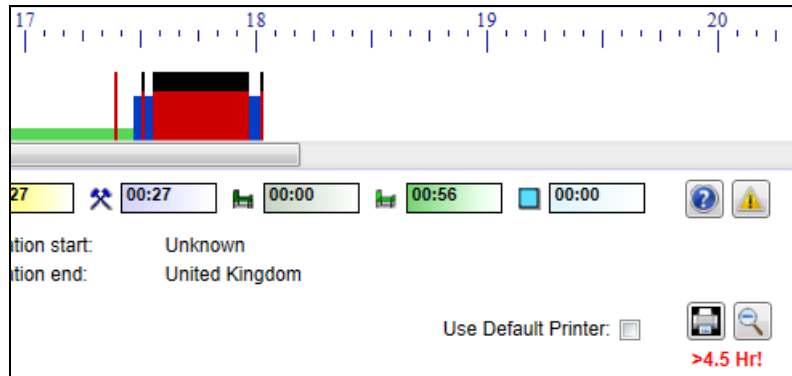 17 18 19 20
27 00:27 00:00 00:56 00:00
ation start: Unknown
ation end: United Kingdom
Use Default Printer:
>4.5 Hr!